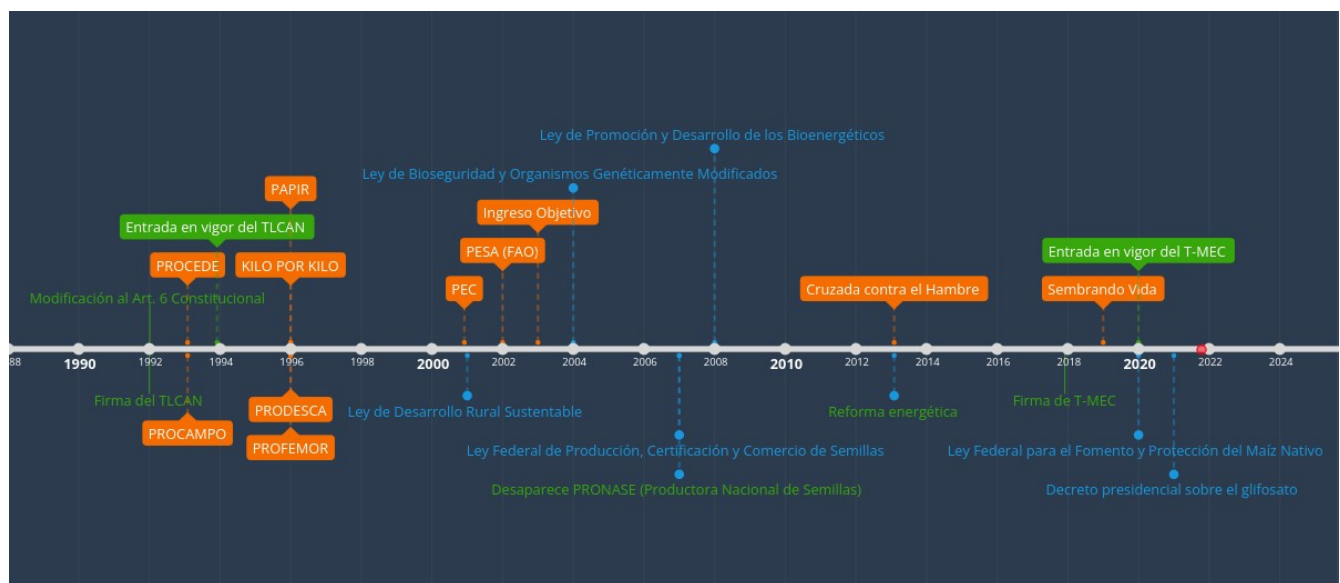 Ley de Promoción y Desarrollo de los Bioenergéticos
Ley de Bioseguridad y Organismos Genéticamente Modificados
PAPIR
Ingreso Objetivo
Entrada en vigor del TLCAN
PESA (FAO)
Entrada en vigor del T-MEC
PROCEDE
KILO POR KILO
PEC
Cruzada contra el Hambre
Sembrando Vida
Modificación al Art. 6 Constitucional
88 1990 1992 1994 1996 1998 2000 2002 2004 2006 2008 2010 2012 2014 2016 2018 2020 2022 2024
Firma del TLCAN
PRODESCA
Ley de Desarrollo Rural Sustentable
Reforma energética
Firma de T-MEC
PROCAMPO
PROFEMOR
Ley Federal de Producción, Certificación y Comercio de Semillas
Ley Federal para el Fomento y Protección del Maíz Nativo
Desaparece PRONASE (Productora Nacional de Semillas)
Decreto presidencial sobre el glifosato